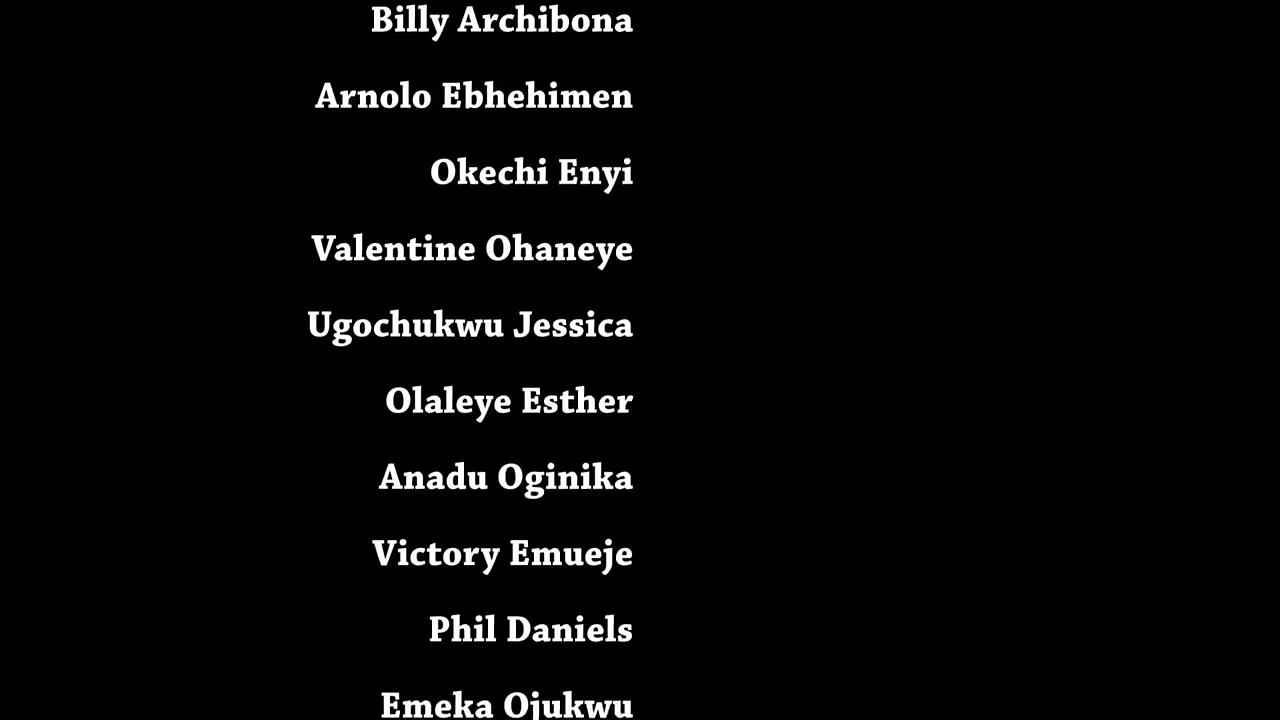 Billy Archibona
Arnolo Ebhehimen
Okechi Enyi
Valentine Ohaneye
Ugochukwu Jessica
Olaleye Esther
Anadu Oginika
Victory Emueje
Phil Daniels
Emeka Ojukwu